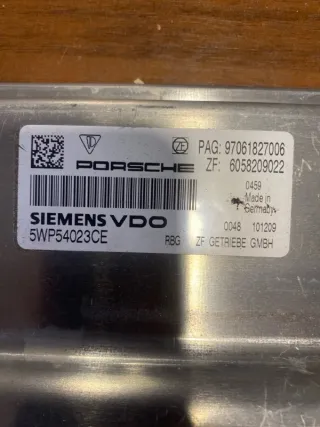 PAG: 97061827006
PORSCHE ZF: 6058209022
0459
Made in
Germany
SIEMENS VDO
0048 101209
5WP54023CE RBG ZF GETRIEBE GMBH